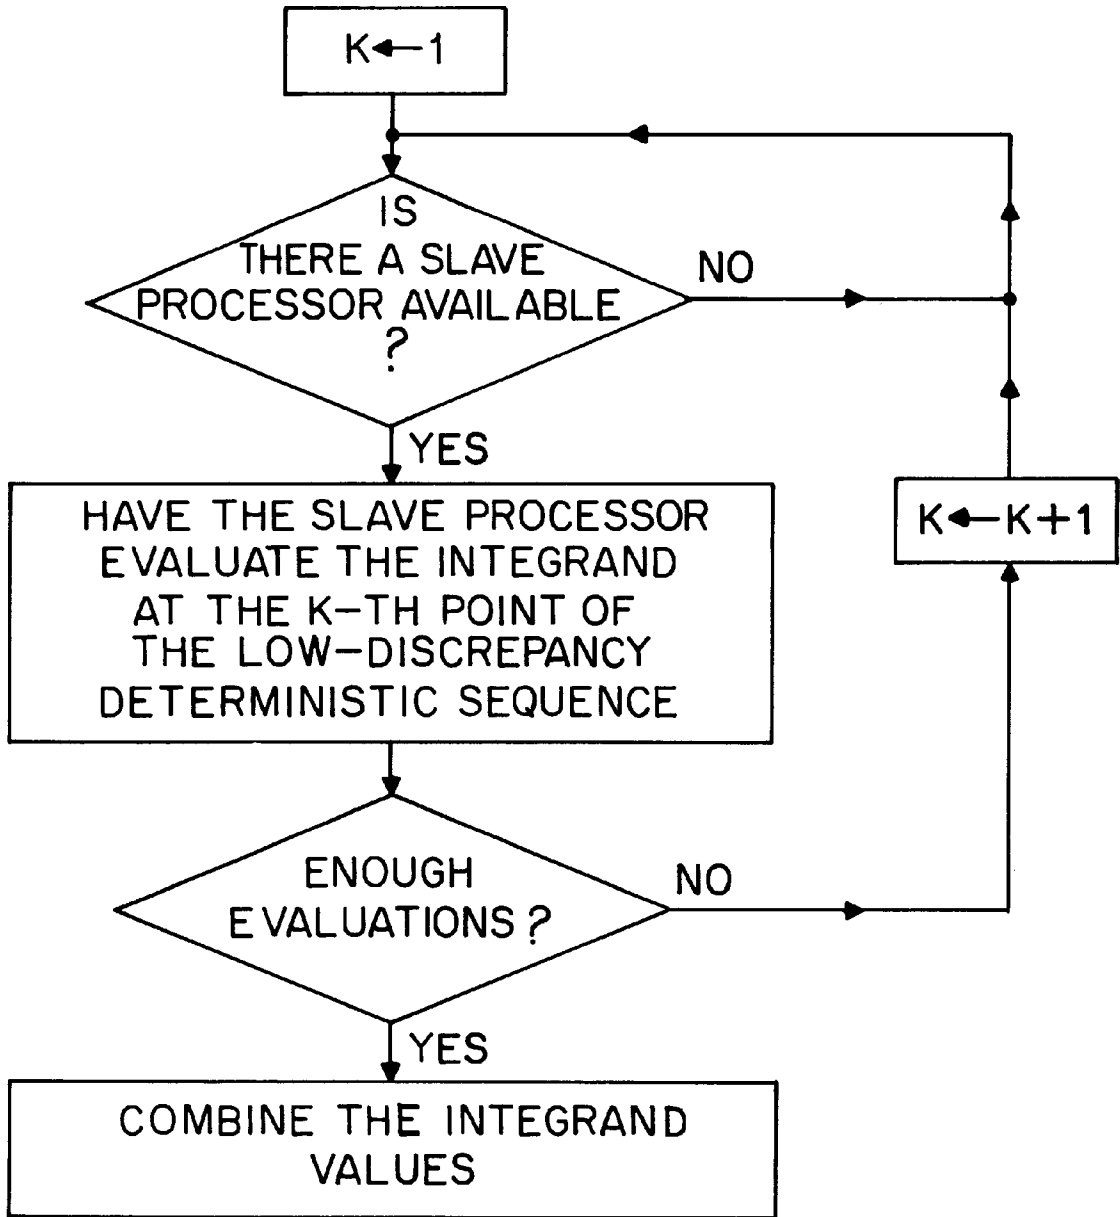 K←1
IS
THERE A SLAVE
PROCESSOR AVAILABLE
?
NO
YES
HAVE THE SLAVE PROCESSOR
EVALUATE THE INTEGRAND
AT THE K-TH POINT OF
THE LOW-DISCREPANCY
DETERMINISTIC SEQUENCE
K←K+1
ENOUGH
EVALUATIONS?
NO
YES
COMBINE THE INTEGRAND
VALUES